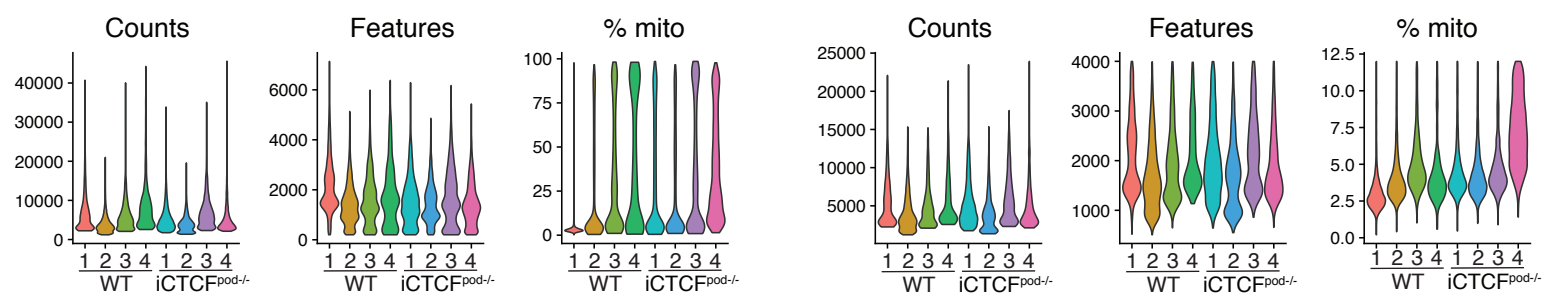 Counts
40000
30000
20000
10000
0
1 2 3 4 1 2 3 4
WT iCTCFpod-/-
Features
6000
4000
2000
0
1 2 3 4 1 2 3 4
WT iCTCFpod-/-
% mito
100
75
50
25
0
1 2 3 4 1 2 3 4
WT iCTCFpod-/-
Counts
25000
20000
15000
10000
5000
1 2 3 4 1 2 3 4
WT iCTCFpod-/-
Features
4000
3000
2000
1000
1 2 3 4 1 2 3 4
WT iCTCFpod-/-
% mito
12.5
10.0
7.5
5.0
2.5
0.0
1 2 3 4 1 2 3 4
WT iCTCFpod-/-